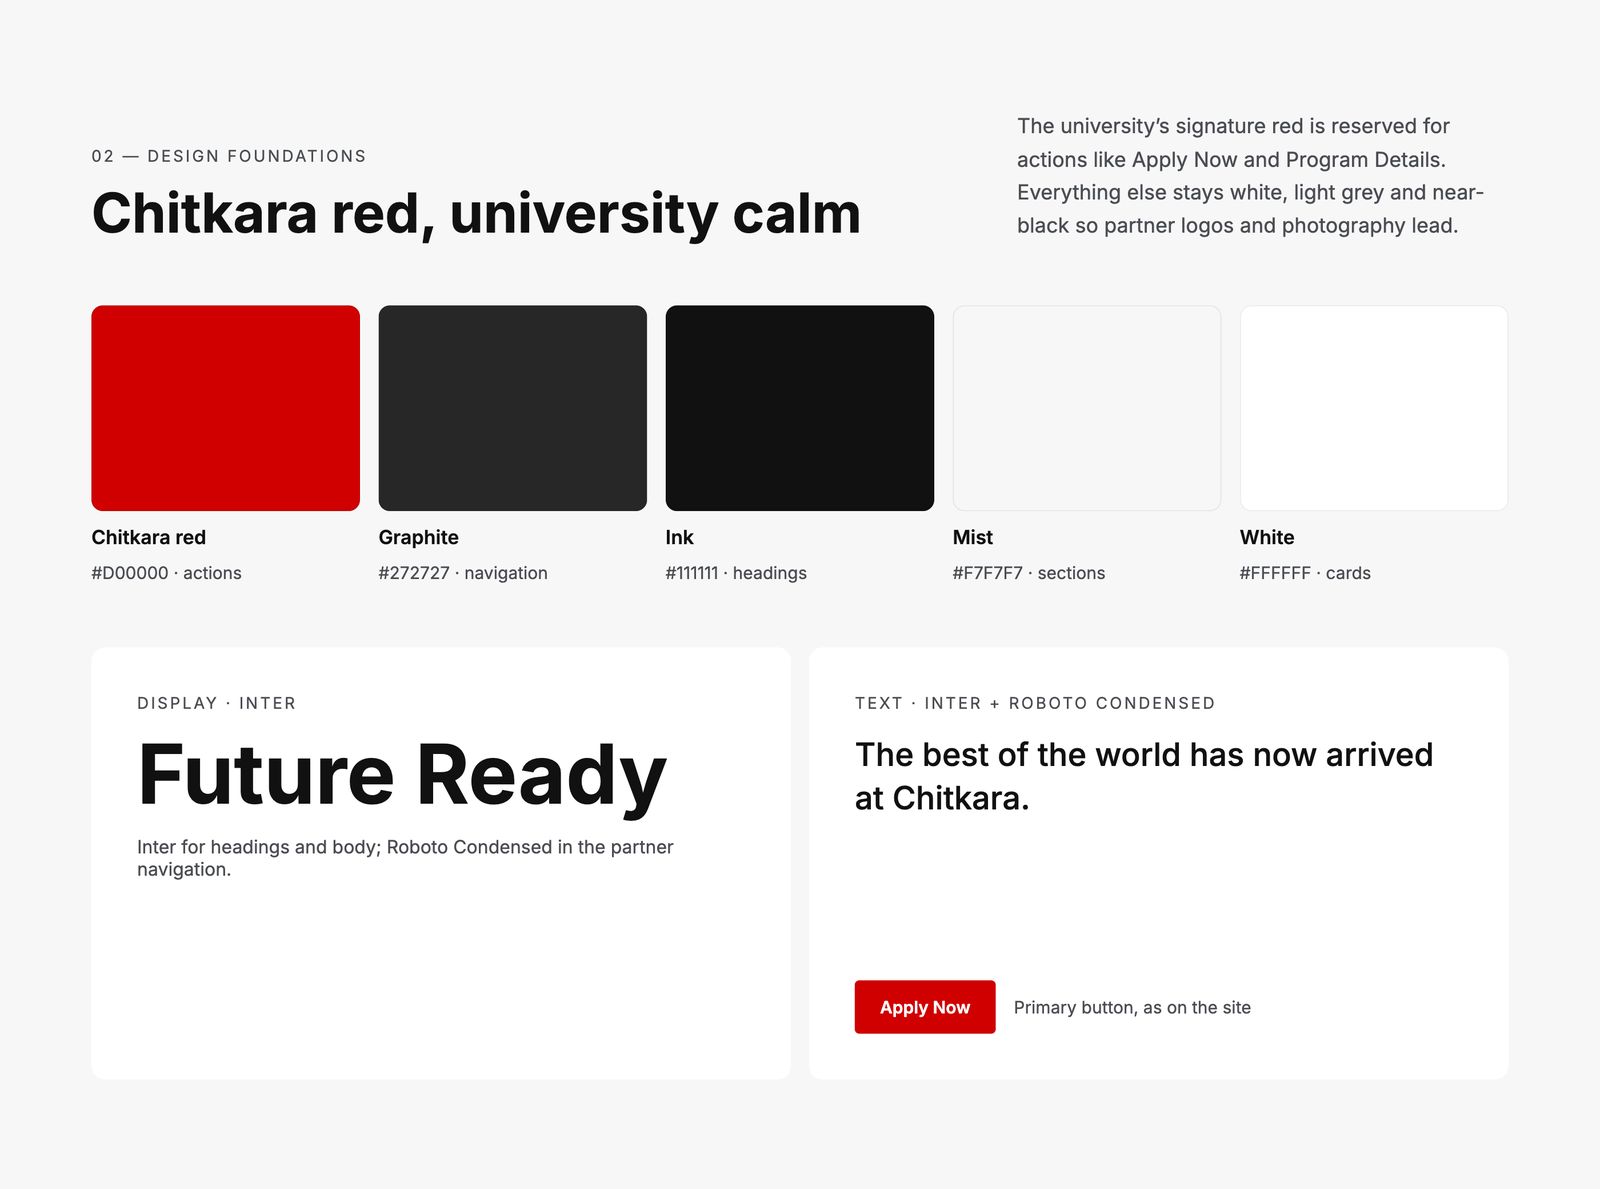 02 — DESIGN FOUNDATIONS
Chitkara red, university calm
The university’s signature red is reserved for
actions like Apply Now and Program Details.
Everything else stays white, light grey and near-
black so partner logos and photography lead.
Chitkara red
#D00000 · actions
Graphite
#272727 · navigation
Ink
#111111 · headings
Mist
#F7F7F7 · sections
White
#FFFFFF · cards
DISPLAY · INTER
Future Ready
Inter for headings and body; Roboto Condensed in the partner
navigation.
TEXT · INTER + ROBOTO CONDENSED
The best of the world has now arrived
at Chitkara.
Apply Now
Primary button, as on the site